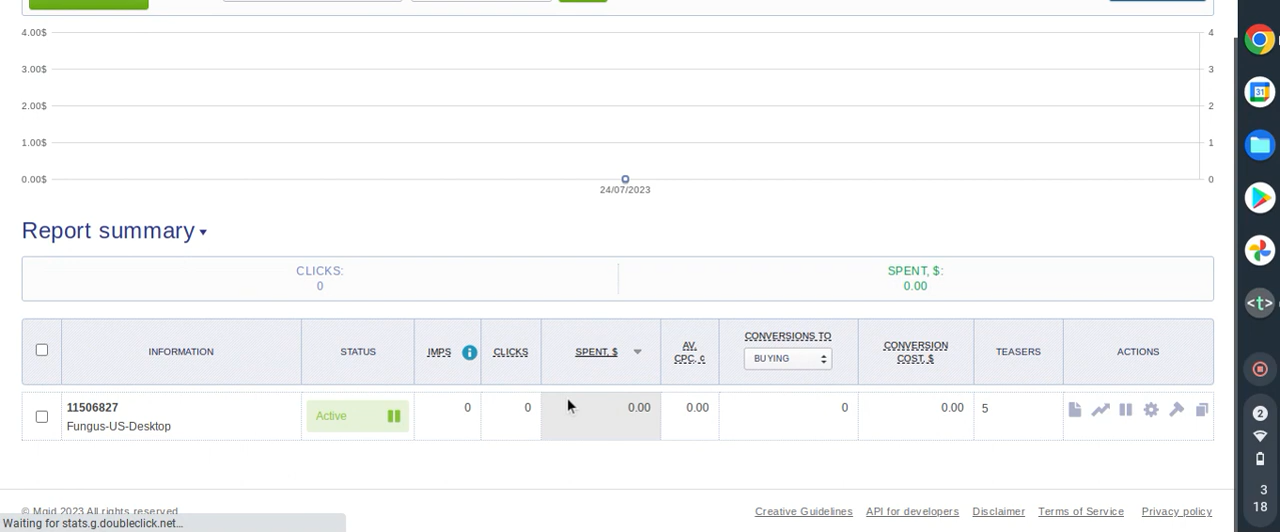 4.00$ 4
3.00$ 3
2.00$ 2
1.00$ 1
0.00$ 0
24/07/2023
Report summary
CLICKS: SPENT, $:
0 0.00
INFORMATION STATUS IMPS CLICKS SPENT, $ AV. CPC, ¢ CONVERSIONS TO BUYING CONVERSION COST, $ TEASERS ACTIONS
11506827 Active 0 0 0.00 0.00 0 0.00 5
Fungus-US-Desktop
© Mgid 2023 All rights reserved. Creative Guidelines API for developers Disclaimer Terms of Service Privacy policy
Waiting for stats.g.doubleclick.net...
31
<t>
2
3
18